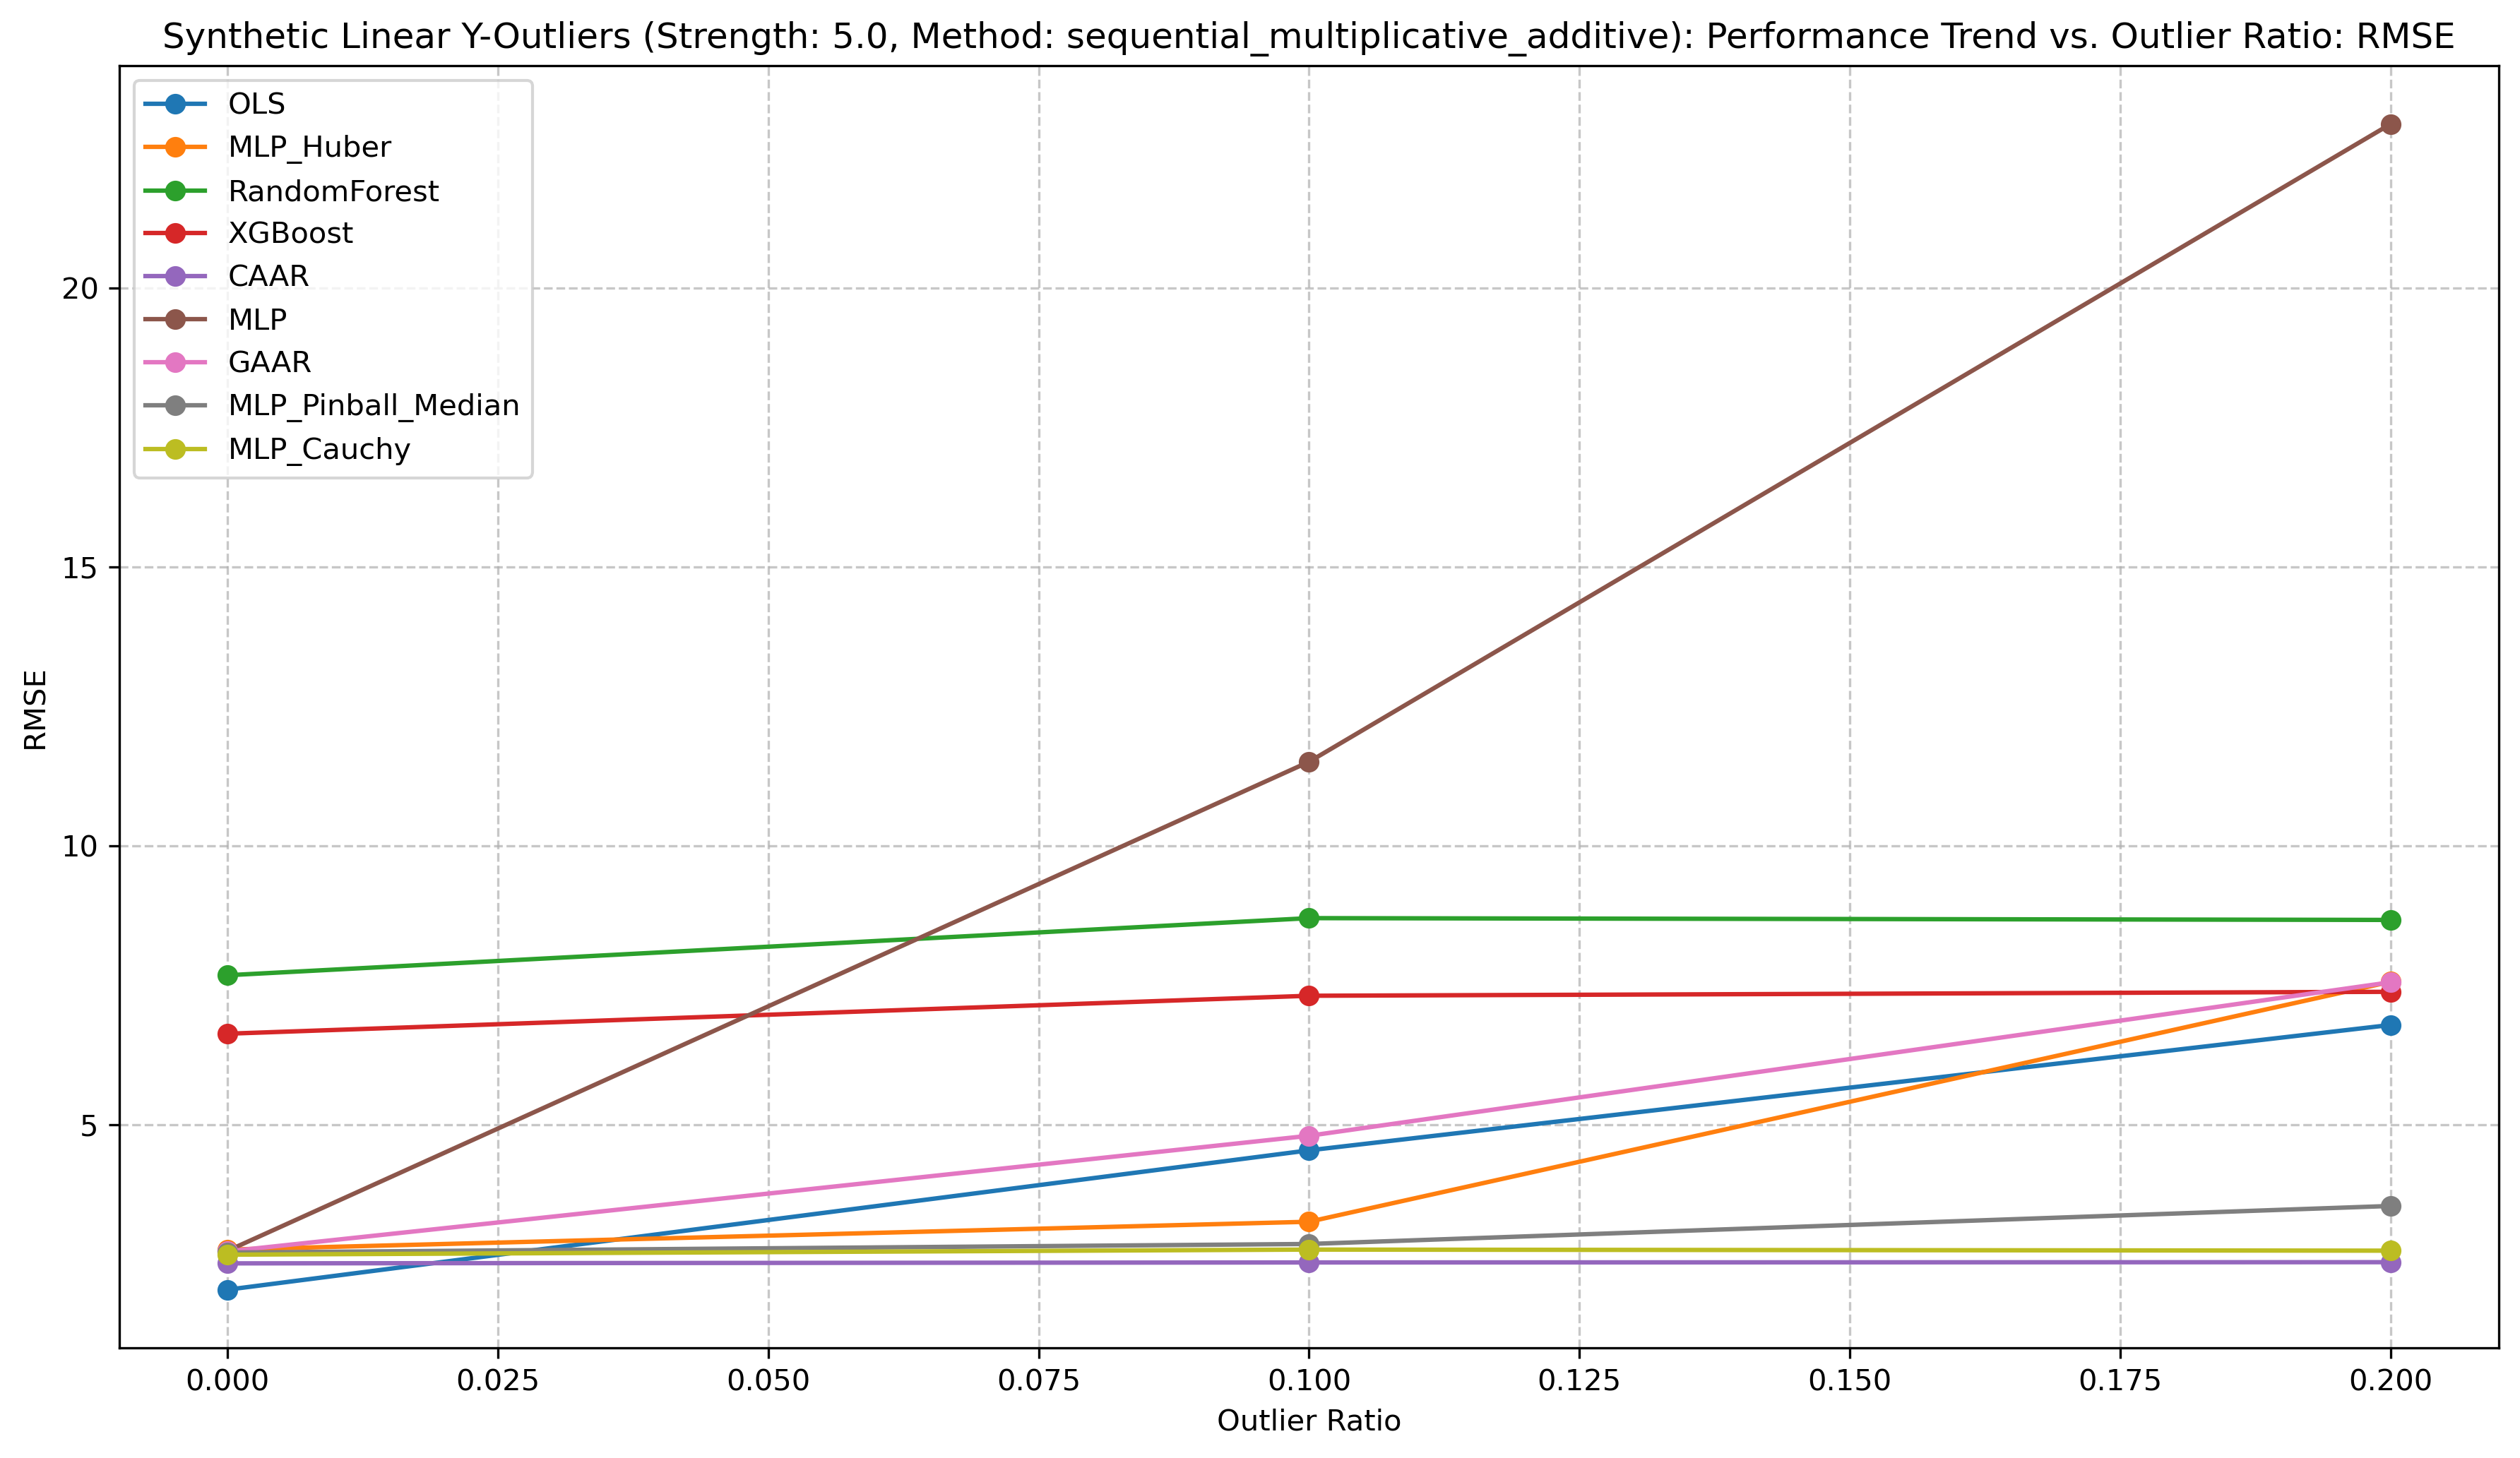 Synthetic Linear Y-Outliers (Strength: 5.0, Method: sequential_multiplicative_additive): Performance Trend vs. Outlier Ratio: RMSE
OLS
MLP_Huber
RandomForest
XGBoost
CAAR
MLP
GAAR
MLP_Pinball_Median
MLP_Cauchy
20
15
10
5
RMSE
0.000
0.025
0.050
0.075
0.100
0.125
0.150
0.175
0.200
Outlier Ratio